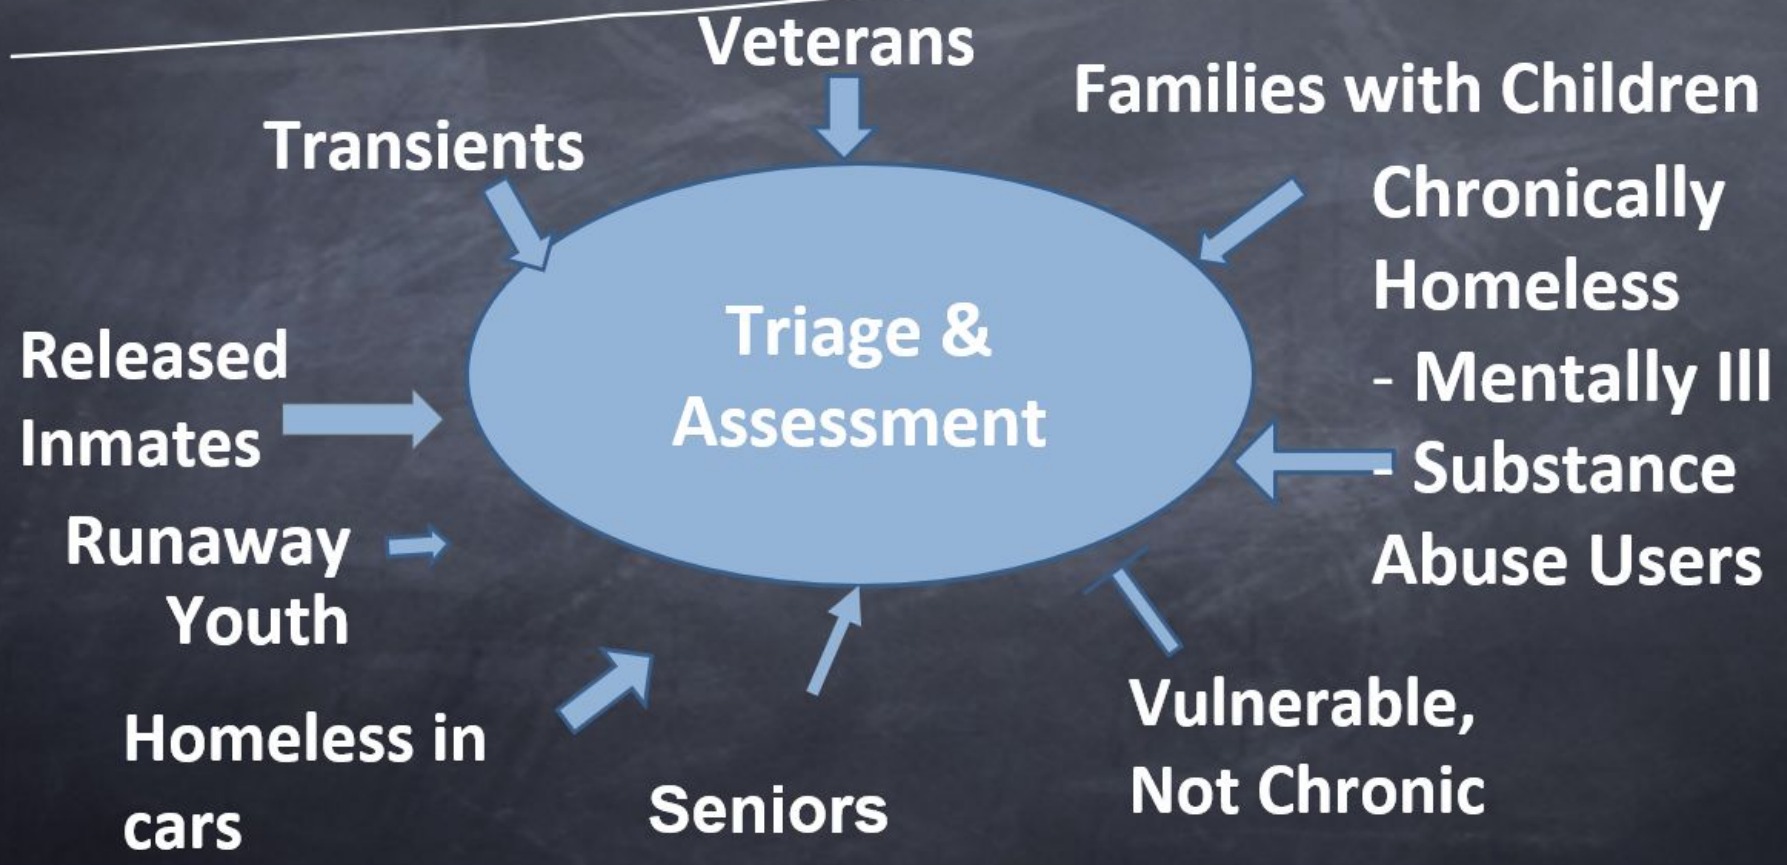 Veterans
Families with Children
Transients
Chronically
Homeless
- Mentally Ill
- Substance
Abuse Users
Triage &
Assessment
Released
Inmates
Runaway
Youth
Homeless in
cars
Seniors
Vulnerable,
Not Chronic